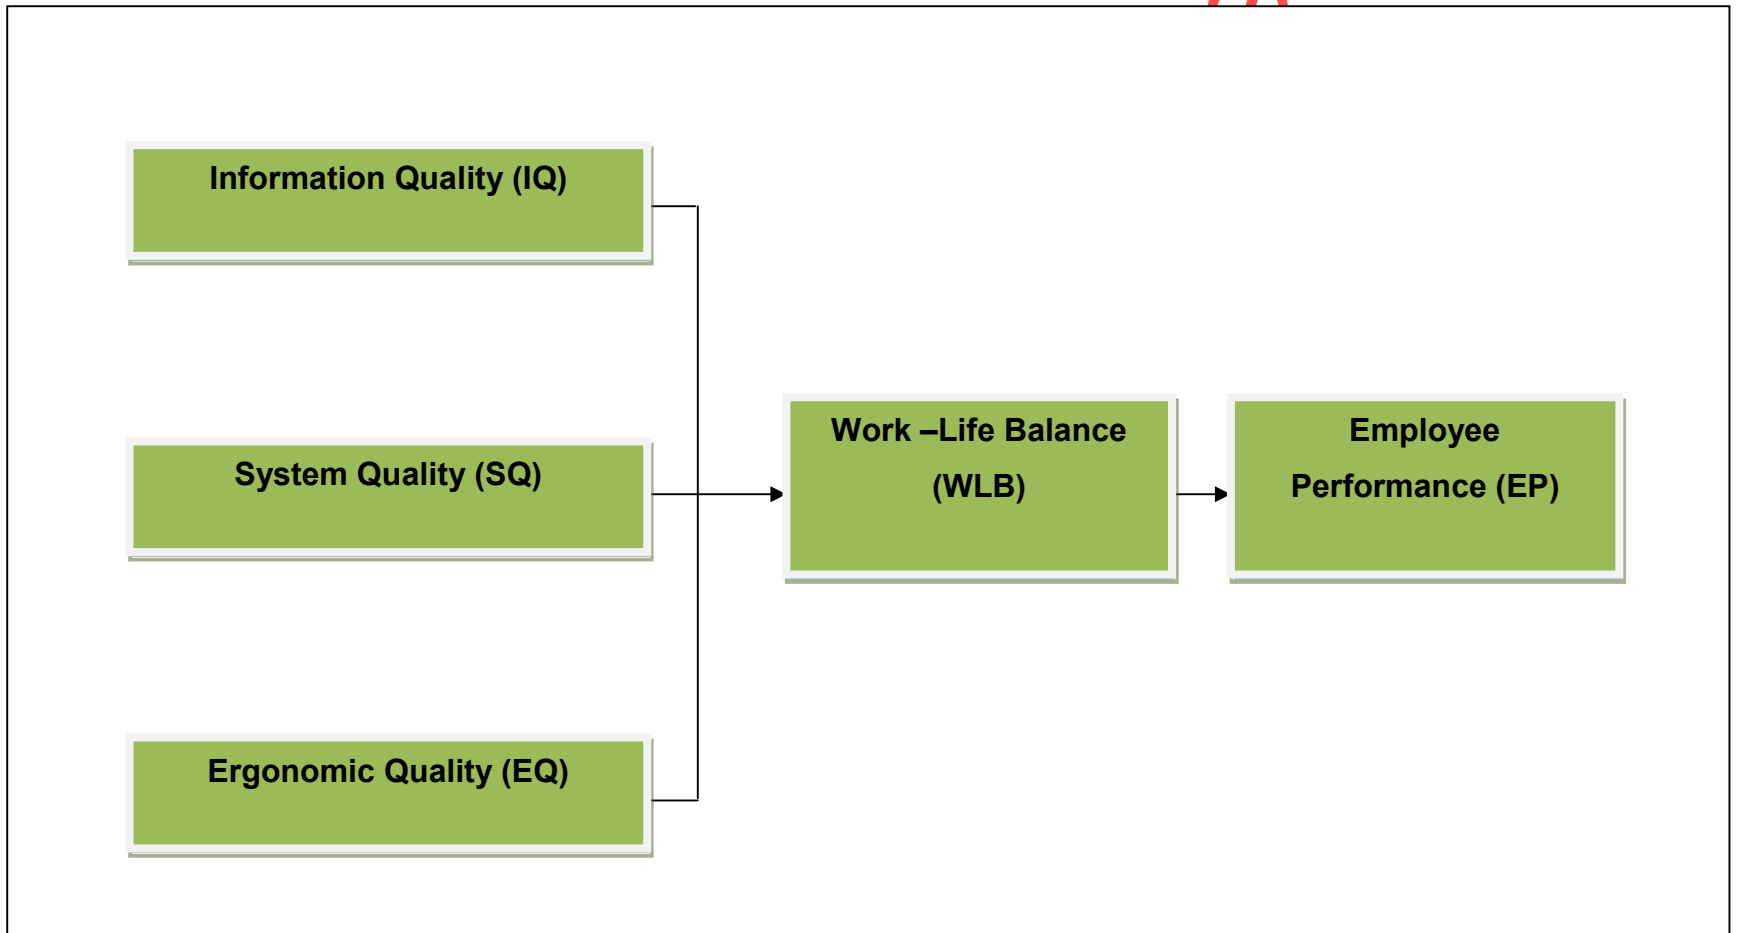 Information Quality (IQ)
System Quality (SQ)
Work –Life Balance
(WLB)
Employee
Performance (EP)
Ergonomic Quality (EQ)